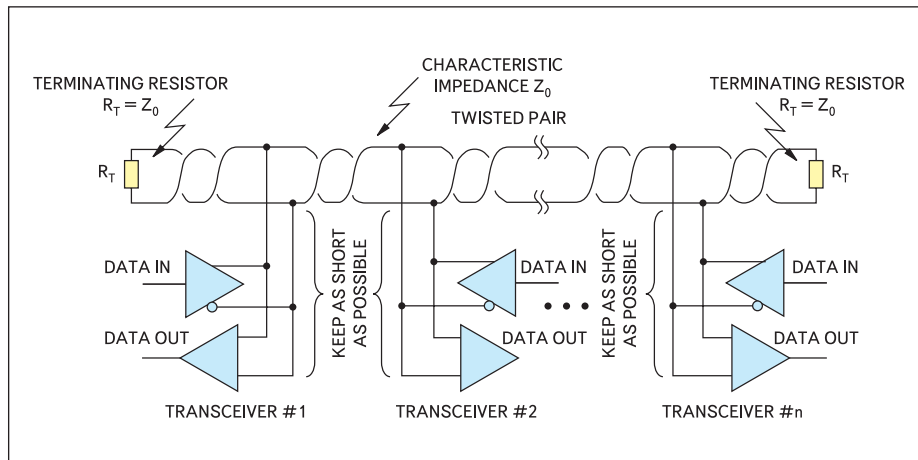 TERMINATING RESISTOR
R_T = Z_0
CHARACTERISTIC
IMPEDANCE Z_0
TWISTED PAIR
TERMINATING RESISTOR
R_T = Z_0
R_T
R_T
DATA IN
DATA OUT
KEEP AS SHORT
AS POSSIBLE
DATA IN
DATA OUT
KEEP AS SHORT
AS POSSIBLE
DATA IN
DATA OUT
TRANSCEIVER #1
TRANSCEIVER #2
TRANSCEIVER #n